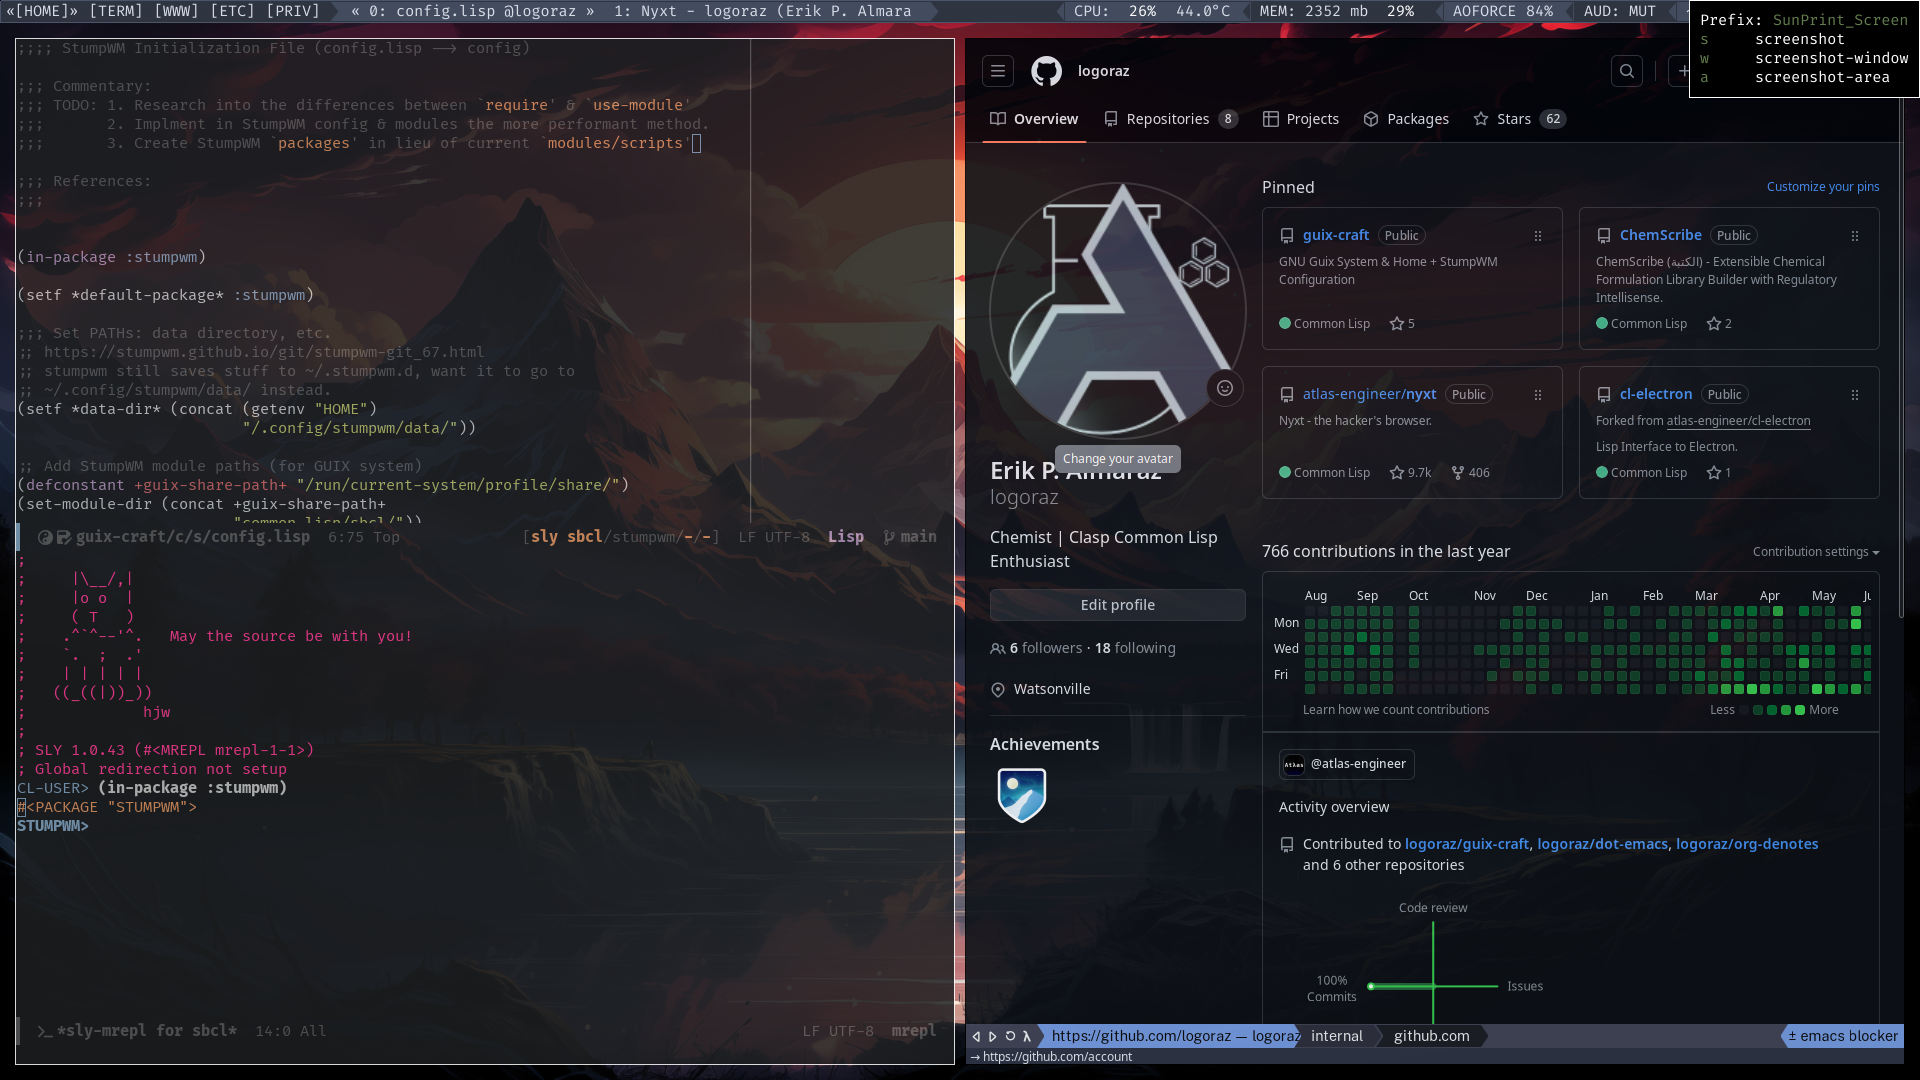 «[HOME]» [TERM] [WWW] [ETC] [PRIV] « 0: config.lisp @logoraz » 1: Nyxt - logoraz (Erik P. Almara CPU: 26% 44.0°C MEM: 2352 mb 29% AOFORCE 84% AUD: MUT
Prefix: SunPrint_Screen
s screenshot
w screenshot-window
a screenshot-area
;;;; StumpWM Initialization File (config.lisp --> config)
;;; Commentary:
;;; TODO: 1. Research into the differences between `require' & `use-module'
;;; 2. Implment in StumpWM config & modules the more performant method.
;;; 3. Create StumpWM `packages' in lieu of current `modules/scripts'
;;; References:
;;;
(in-package :stumpwm)
(setf *default-package* :stumpwm)
;;; Set PATHs: data directory, etc.
;; https://stumpwm.github.io/git/stumpwm-git_67.html
;; stumpwm still saves stuff to ~/.stumpwm.d, want it to go to
;; ~/.config/stumpwm/data/ instead.
(setf *data-dir* (concat (getenv "HOME")
"/.config/stumpwm/data/"))
;; Add StumpWM module paths (for GUIX system)
(defconstant +guix-share-path+ "/run/current-system/profile/share/")
(set-module-dir (concat +guix-share-path+
"common-lisp/sbcl/"))
guix-craft/c/s/config.lisp 6:75 Top [sly sbcl/stumpwm/-/-] LF UTF-8 Lisp main
;
; |\__/,|
; |o o |
; ( T )
; .^`^--'^. May the source be with you!
; `. ; .'
; | | | | |
; ((_((|))_))
; hjw
;
; SLY 1.0.43 (#<MREPL mrepl-1-1>)
; Global redirection not setup
CL-USER> (in-package :stumpwm)
#<PACKAGE "STUMPWM">
STUMPWM>
>_ *sly-mrepl for sbcl* 14:0 All LF UTF-8 mrepl
logoraz
Overview Repositories 8 Projects Packages Stars 62
Change your avatar
Erik P. Almaraz
logoraz
Chemist | Clasp Common Lisp
Enthusiast
Edit profile
6 followers · 18 following
Watsonville
Achievements
Pinned Customize your pins
guix-craft Public
GNU Guix System & Home + StumpWM
Configuration
Common Lisp 5
ChemScribe Public
ChemScribe (الكتبة) - Extensible Chemical
Formulation Library Builder with Regulatory
Intellisense.
Common Lisp 2
atlas-engineer/nyxt Public
Nyxt - the hacker's browser.
Common Lisp 9.7k 406
cl-electron Public
Forked from atlas-engineer/cl-electron
Lisp Interface to Electron.
Common Lisp 1
766 contributions in the last year Contribution settings
Aug Sep Oct Nov Dec Jan Feb Mar Apr May
Mon
Wed
Fri
Learn how we count contributions Less More
Atlas @atlas-engineer
Activity overview
Contributed to logoraz/guix-craft, logoraz/dot-emacs, logoraz/org-denotes
and 6 other repositories
Code review
100%
Commits
Issues
λ https://github.com/logoraz — logoraz internal github.com ± emacs blocker
→ https://github.com/account